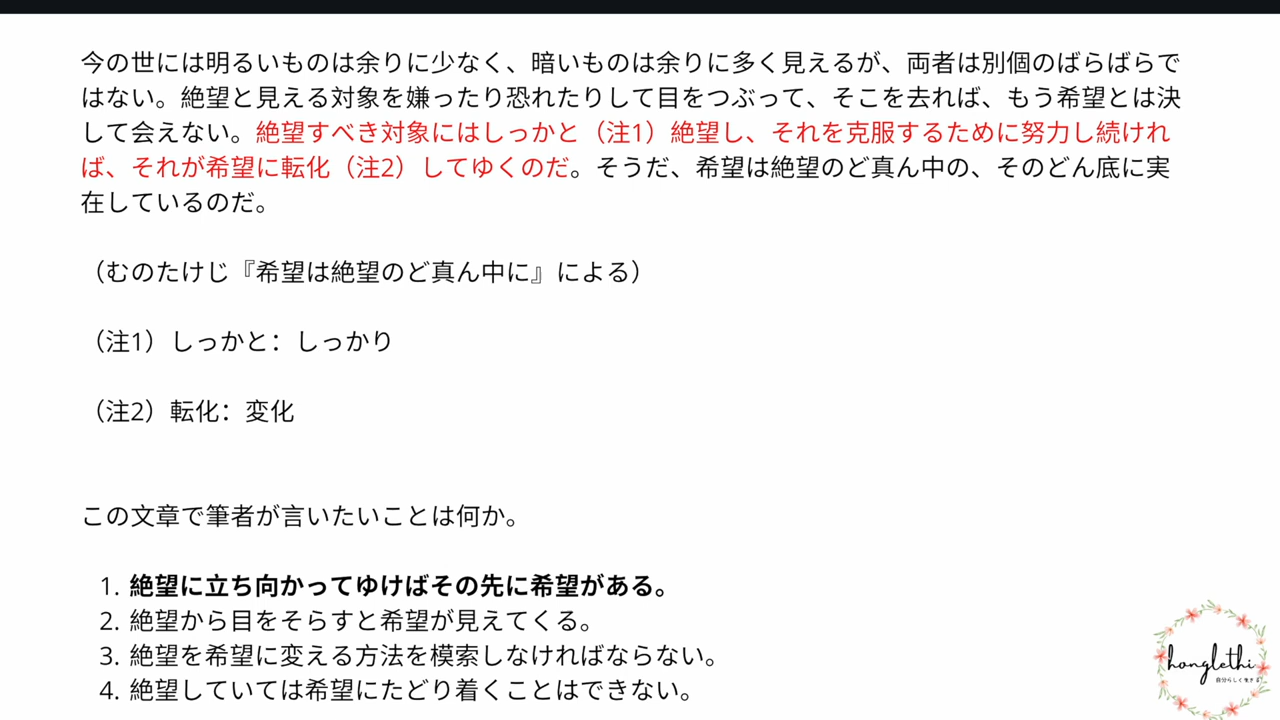 今の世には明るいものは余りに少なく、暗いものは余りに多く見えるが、両者は別個のばらばらで
はない。絶望と見える対象を嫌ったり恐れたりして目をつぶって、そこを去れば、もう希望とは決
して会えない。絶望すべき対象にはしっかと（注1）絶望し、それを克服するために努力し続けれ
ば、それが希望に転化（注2）してゆくのだ。そうだ、希望は絶望のど真ん中の、そのどん底に実
在しているのだ。
（むのたけじ『希望は絶望のど真ん中に』による）
（注1）しっかと：しっかり
（注2）転化：変化
この文章で筆者が言いたいことは何か。
1. 絶望に立ち向かってゆけばその先に希望がある。
2. 絶望から目をそらすと希望が見えてくる。
3. 絶望を希望に変える方法を模索しなければならない。
4. 絶望していては希望にたどり着くことはできない。
honglethi
自分らしく生きる